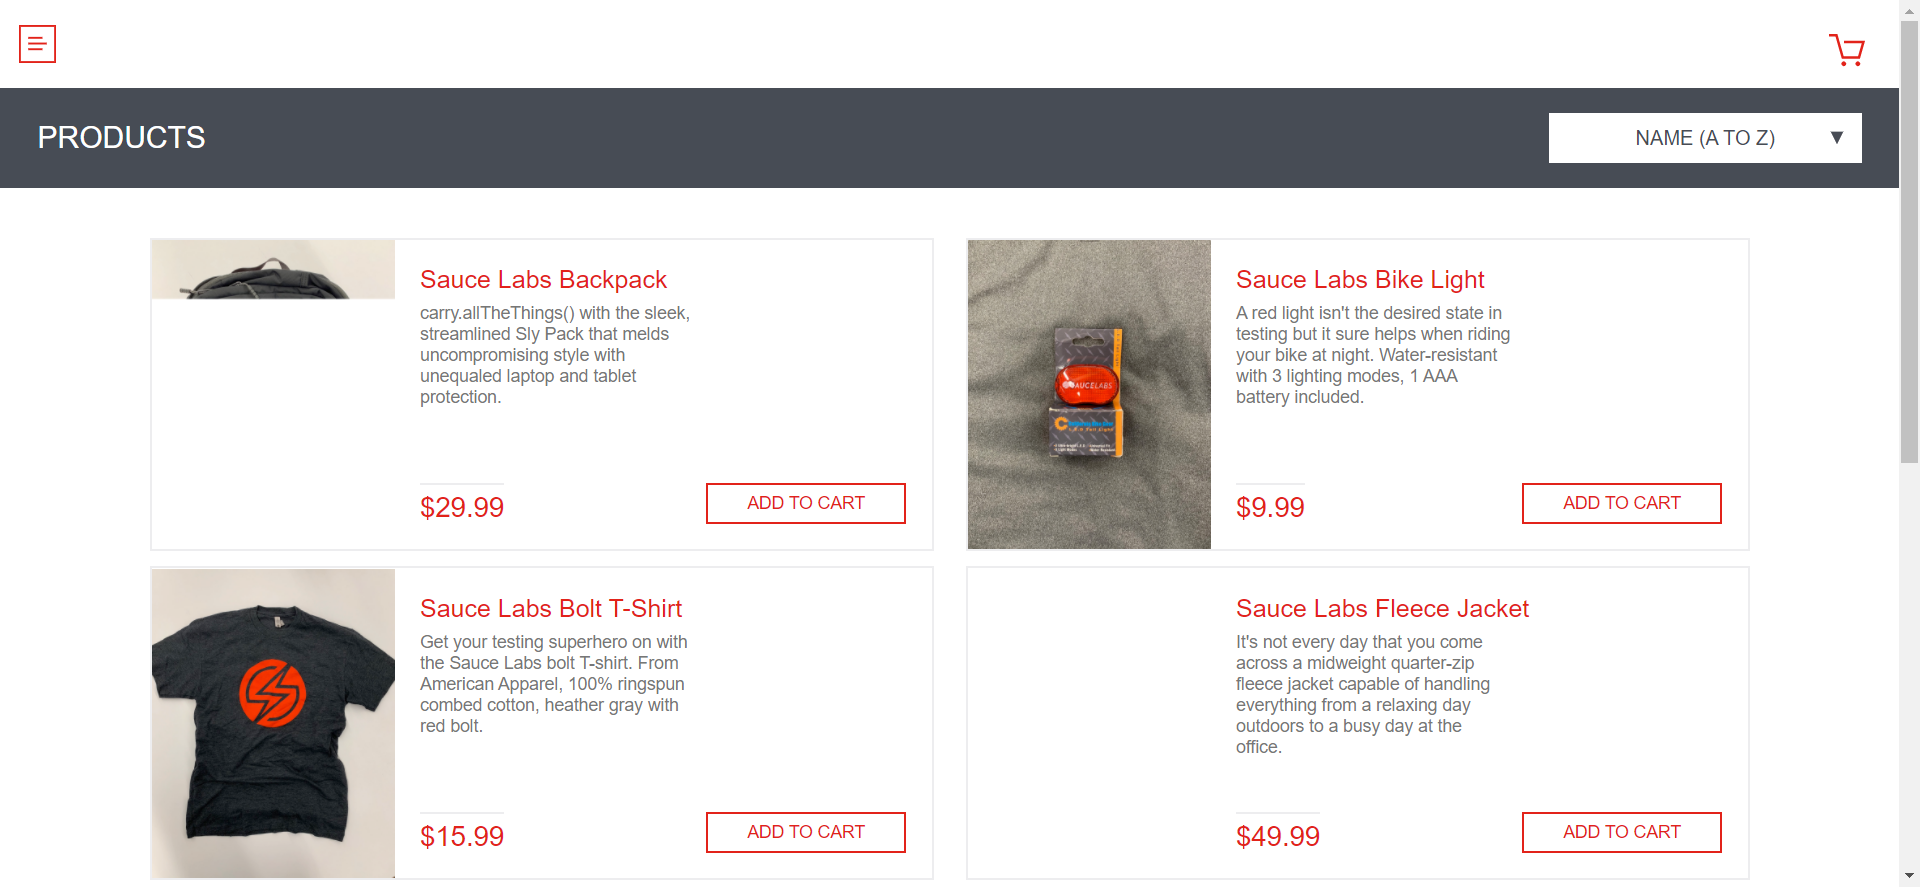 PRODUCTS
NAME (A TO Z)
Sauce Labs Backpack
carry.allTheThings() with the sleek,
streamlined Sly Pack that melds
uncompromising style with
unequaled laptop and tablet
protection.
$29.99
ADD TO CART
SAUCELABS
Sauce Labs Bike Light
A red light isn't the desired state in
testing but it sure helps when riding
your bike at night. Water-resistant
with 3 lighting modes, 1 AAA
battery included.
$9.99
ADD TO CART
Sauce Labs Bolt T-Shirt
Get your testing superhero on with
the Sauce Labs bolt T-shirt. From
American Apparel, 100% ringspun
combed cotton, heather gray with
red bolt.
$15.99
ADD TO CART
Sauce Labs Fleece Jacket
It's not every day that you come
across a midweight quarter-zip
fleece jacket capable of handling
everything from a relaxing day
outdoors to a busy day at the
office.
$49.99
ADD TO CART